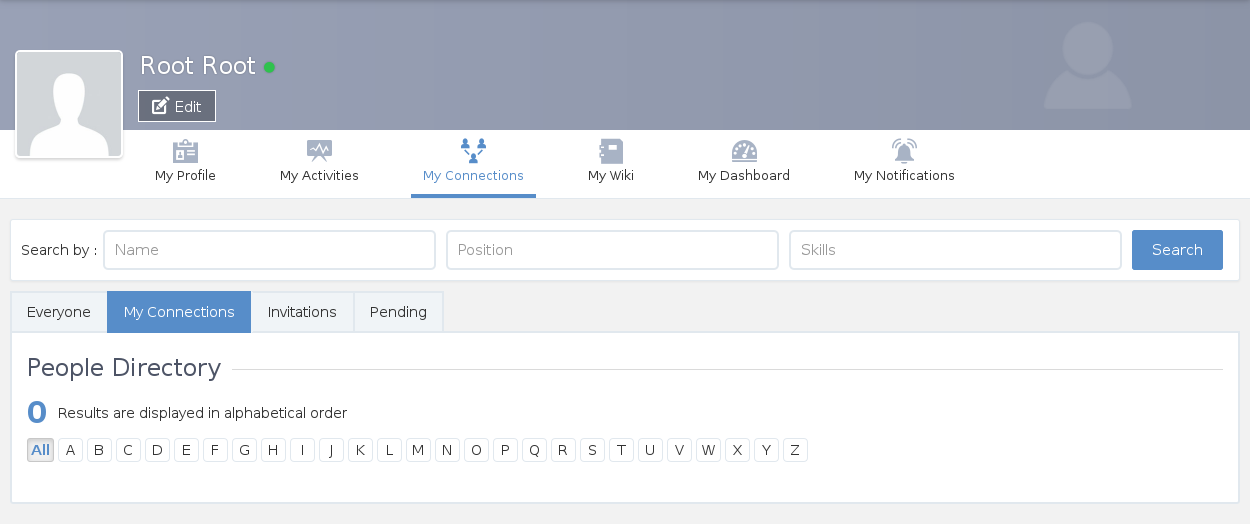 Root Root
Edit
My Profile My Activities My Connections My Wiki My Dashboard My Notifications
Search by : Name Position Skills Search
Everyone My Connections Invitations Pending
People Directory
0 Results are displayed in alphabetical order
All A B C D E F G H I J K L M N O P Q R S T U V W X Y Z